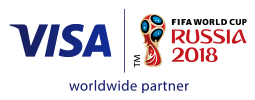 VISA
FIFA WORLD CUP
RUSSIA
2018
TM
worldwide partner